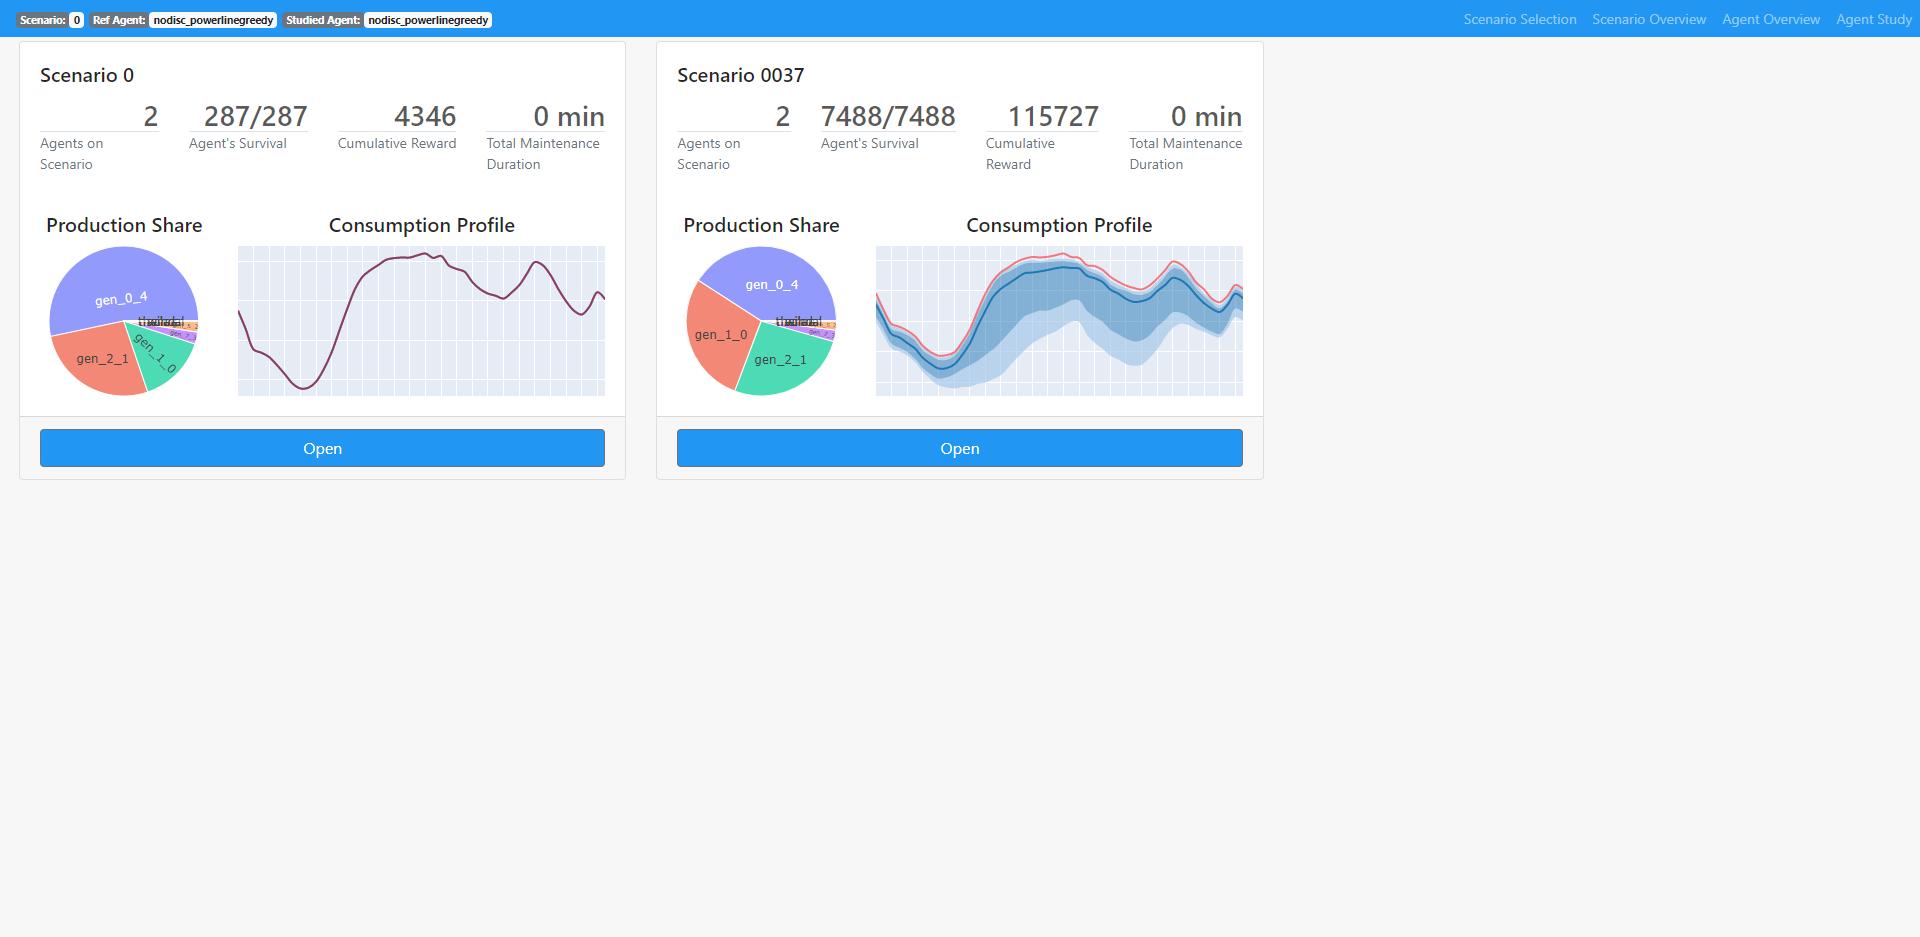 Scenario: 0 Ref Agent: nodisc_powerlinegreedy Studied Agent: nodisc_powerlinegreedy
Scenario Selection Scenario Overview Agent Overview Agent Study
Scenario 0
2
Agents on
Scenario
287/287
Agent's Survival
4346
Cumulative Reward
0 min
Total Maintenance
Duration
Production Share
gen_0_4
gen_2_1
gen_1_0
Consumption Profile
Open
Scenario 0037
2
Agents on
Scenario
7488/7488
Agent's Survival
115727
Cumulative
Reward
0 min
Total Maintenance
Duration
Production Share
gen_0_4
gen_1_0
gen_2_1
Consumption Profile
Open